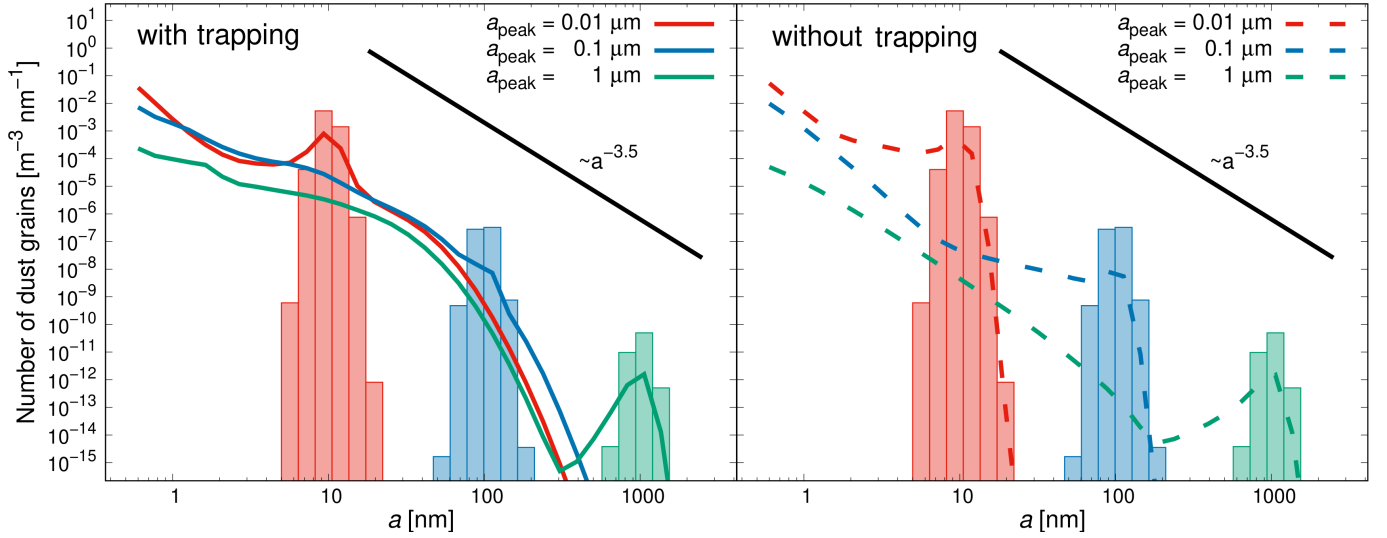 Number of dust grains [m⁻³ nm⁻¹]
10¹
10⁰
10⁻¹
10⁻²
10⁻³
10⁻⁴
10⁻⁵
10⁻⁶
10⁻⁷
10⁻⁸
10⁻⁹
10⁻¹⁰
10⁻¹¹
10⁻¹²
10⁻¹³
10⁻¹⁴
10⁻¹⁵
with trapping
a_peak = 0.01 μm
a_peak = 0.1 μm
a_peak = 1 μm
~a⁻³·⁵
1 10 100 1000
a [nm]
without trapping
a_peak = 0.01 μm
a_peak = 0.1 μm
a_peak = 1 μm
~a⁻³·⁵
1 10 100 1000
a [nm]